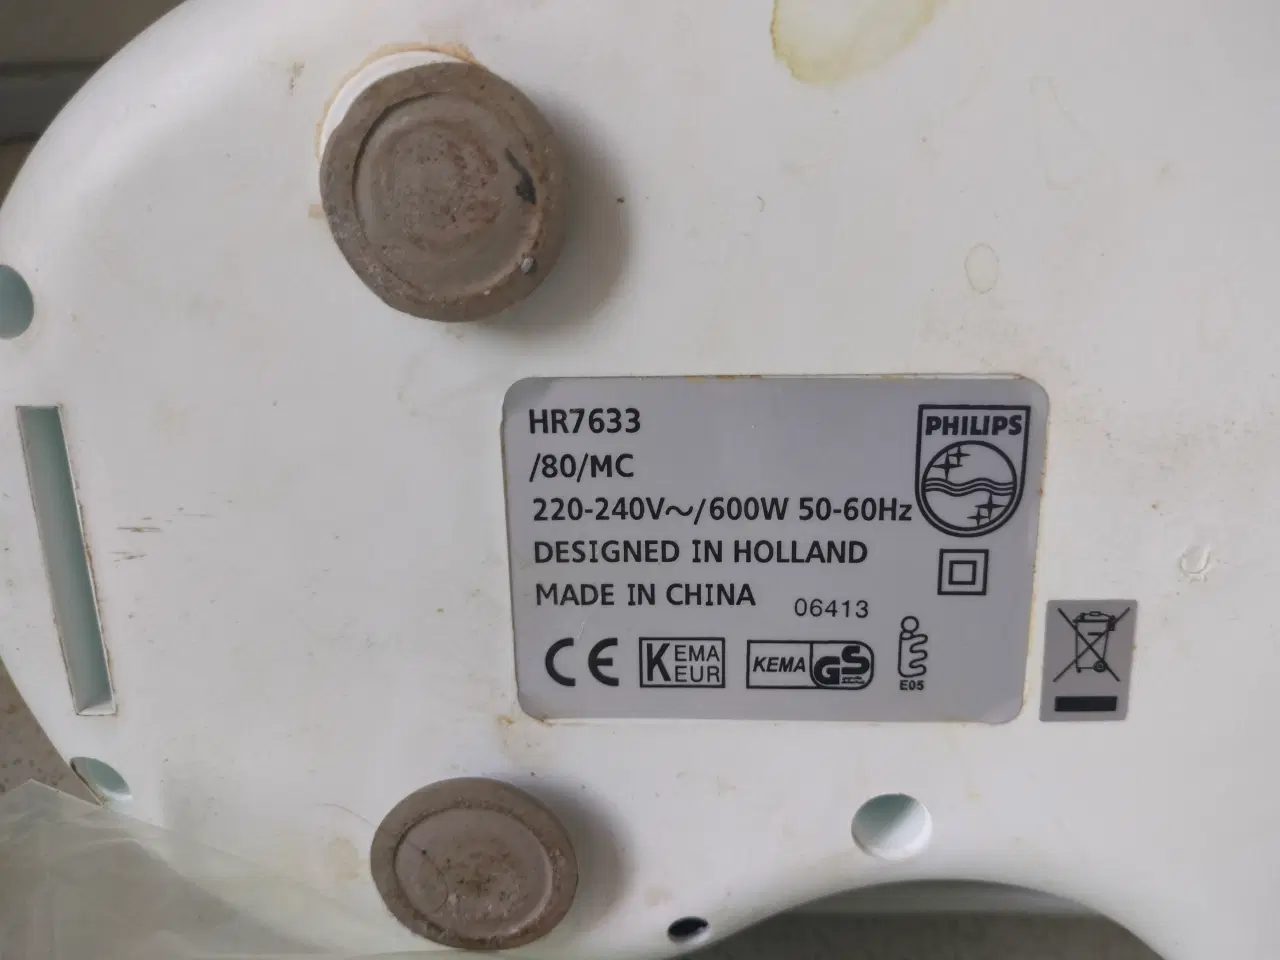 HR7633
/80/MC
220-240V~/600W 50-60Hz
DESIGNED IN HOLLAND
MADE IN CHINA 06413
PHILIPS
CE KEMA EUR KEMA GS
E05